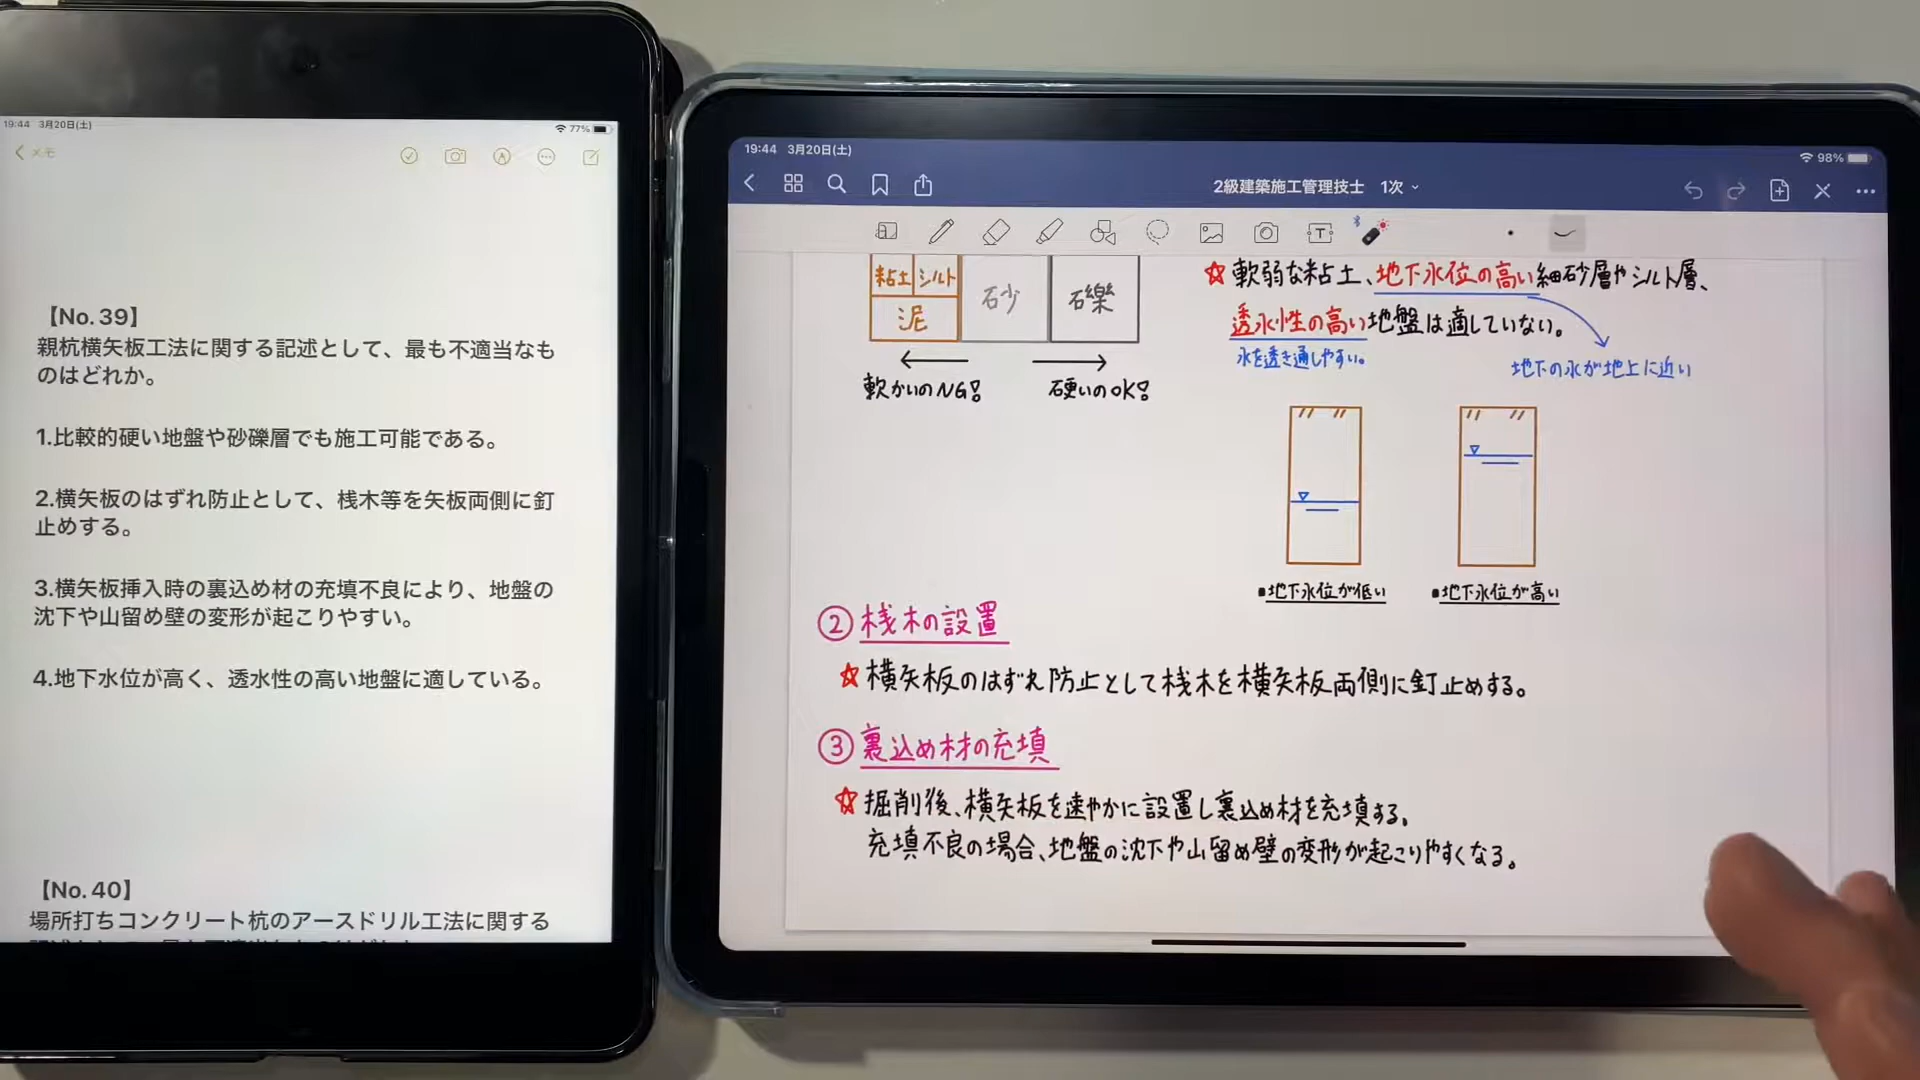 19:44 3月20日(土)
77%
メモ
【No. 39】
親杭横矢板工法に関する記述として、最も不適当なも
のはどれか。
1.比較的硬い地盤や砂礫層でも施工可能である。
2.横矢板のはずれ防止として、桟木等を矢板両側に釘
止めする。
3.横矢板挿入時の裏込め材の充填不良により、地盤の
沈下や山留め壁の変形が起こりやすい。
4.地下水位が高く、透水性の高い地盤に適している。
【No. 40】
場所打ちコンクリート杭のアースドリル工法に関する
19:44 3月20日(土)
98%
2級建築施工管理技士 1次
粘土 シルト
泥
砂
礫
軟かいのNG!
硬いのOK!
☆軟弱な粘土、地下水位の高い細砂層やシルト層、
透水性の高い地盤は適していない。
水を透き通しやすい。
地下の水が地上に近い
■地下水位が低い
■地下水位が高い
② 桟木の設置
☆横矢板のはずれ防止として桟木を横矢板両側に釘止めする。
③ 裏込め材の充填
☆掘削後、横矢板を速やかに設置し裏込め材を充填する。
充填不良の場合、地盤の沈下や山留め壁の変形が起こりやすくなる。